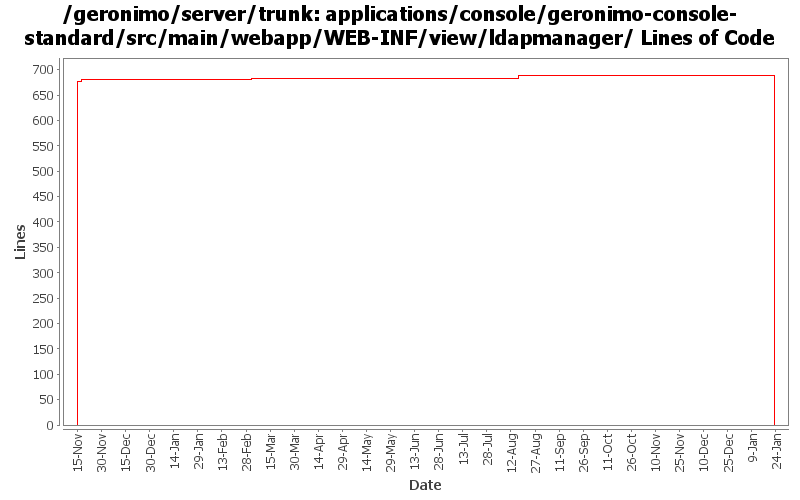 /geronimo/server/trunk: applications/console/geronimo-console-
standard/src/main/webapp/WEB-INF/view/ldapmanager/ Lines of Code
700
650
600
550
500
450
400
350
300
250
200
150
100
50
0
Lines
15-Nov
30-Nov
15-Dec
30-Dec
14-Jan
29-Jan
13-Feb
28-Feb
15-Mar
30-Mar
14-Apr
29-Apr
14-May
29-May
13-Jun
28-Jun
13-Jul
28-Jul
12-Aug
27-Aug
11-Sep
26-Sep
11-Oct
26-Oct
10-Nov
25-Nov
10-Dec
25-Dec
9-Jan
24-Jan
Date